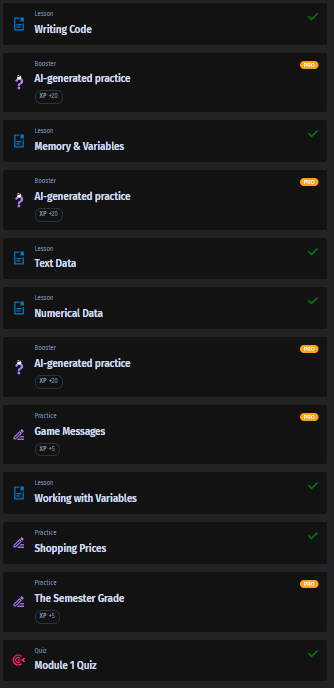 Lesson
Writing Code
Booster
PRO
AI-generated practice
XP +20
Lesson
Memory & Variables
Booster
PRO
AI-generated practice
XP +20
Lesson
Text Data
Lesson
Numerical Data
Booster
PRO
AI-generated practice
XP +20
Practice
PRO
Game Messages
XP +5
Lesson
Working with Variables
Practice
Shopping Prices
Practice
PRO
The Semester Grade
XP +5
Quiz
Module 1 Quiz